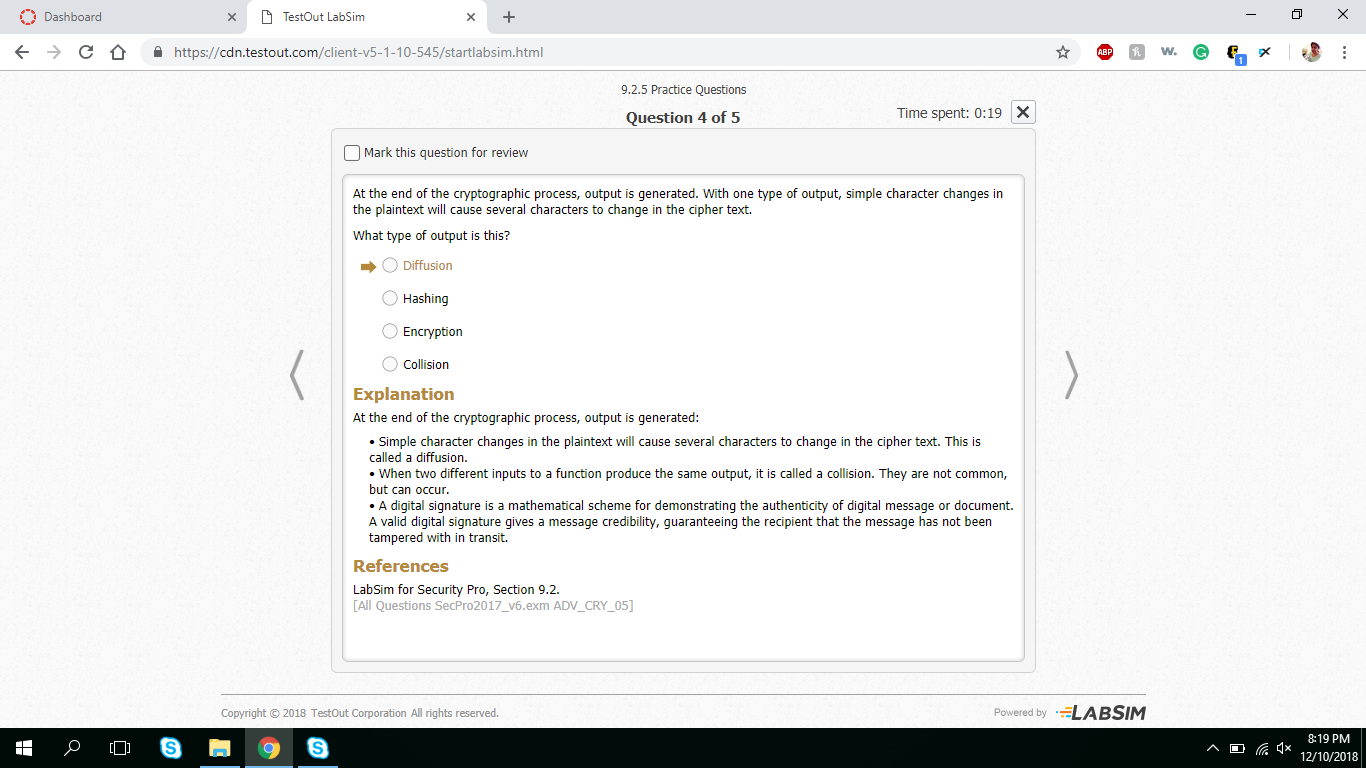 Dashboard
TestOut LabSim
https://cdn.testout.com/client-v5-1-10-545/startlabsim.html
ABP
w.
1
9.2.5 Practice Questions
Question 4 of 5
Time spent: 0:19
Mark this question for review
At the end of the cryptographic process, output is generated. With one type of output, simple character changes in
the plaintext will cause several characters to change in the cipher text.
What type of output is this?
Diffusion
Hashing
Encryption
Collision
Explanation
At the end of the cryptographic process, output is generated:
• Simple character changes in the plaintext will cause several characters to change in the cipher text. This is
called a diffusion.
• When two different inputs to a function produce the same output, it is called a collision. They are not common,
but can occur.
• A digital signature is a mathematical scheme for demonstrating the authenticity of digital message or document.
A valid digital signature gives a message credibility, guaranteeing the recipient that the message has not been
tampered with in transit.
References
LabSim for Security Pro, Section 9.2.
[All Questions SecPro2017_v6.exm ADV_CRY_05]
Copyright © 2018 TestOut Corporation All rights reserved.
Powered by LABSIM
8:19 PM
12/10/2018